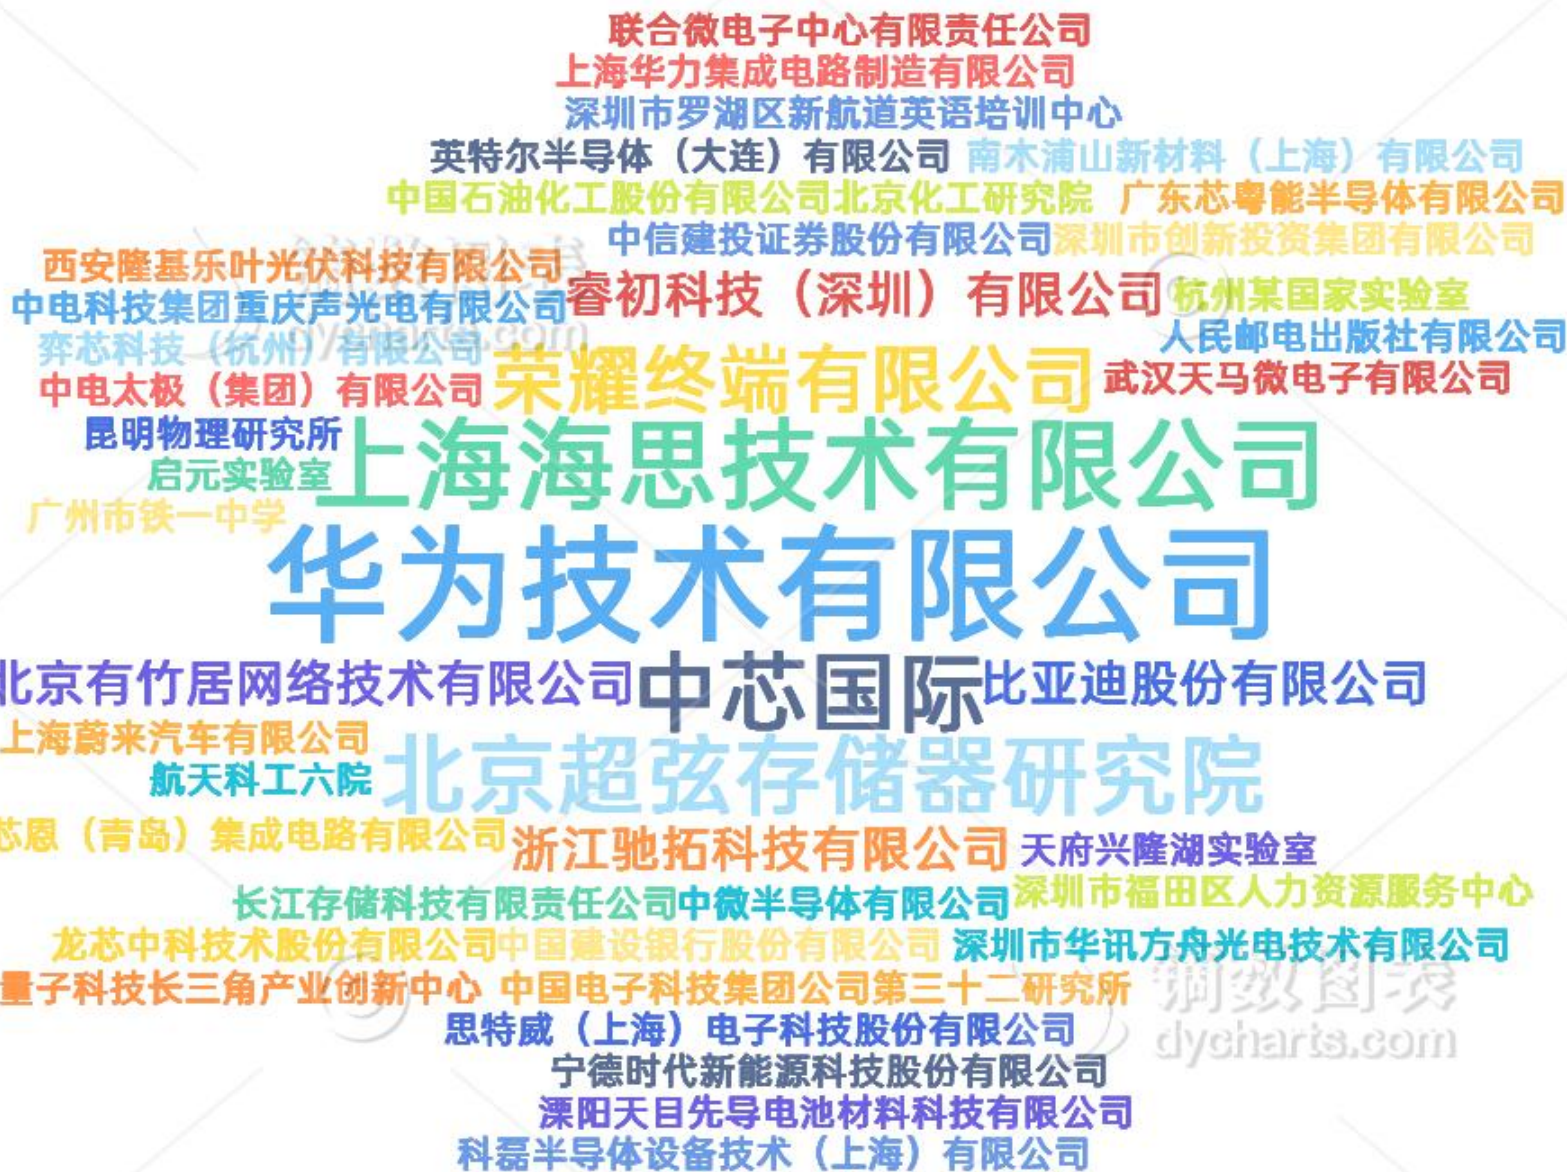 联合微电子中心有限责任公司
上海华力集成电路制造有限公司
深圳市罗湖区新航道英语培训中心
英特尔半导体（大连）有限公司 南木浦山新材料（上海）有限公司
中国石油化工股份有限公司北京化工研究院 广东芯粤能半导体有限公司
中信建投证券股份有限公司 深圳市创新投资集团有限公司
西安隆基乐叶光伏科技有限公司
中电科技集团重庆声光电有限公司 睿初科技（深圳）有限公司 杭州某国家实验室
人民邮电出版社有限公司
弈芯科技（杭州）有限公司
中电太极（集团）有限公司 荣耀终端有限公司 武汉天马微电子有限公司
昆明物理研究所
启元实验室 上海海思技术有限公司
广州市铁一中学
华为技术有限公司
北京有竹居网络技术有限公司 中芯国际 比亚迪股份有限公司
上海蔚来汽车有限公司
航天科工六院 北京超弦存储器研究院
芯恩（青岛）集成电路有限公司 浙江驰拓科技有限公司 天府兴隆湖实验室
长江存储科技有限责任公司 中微半导体有限公司 深圳市福田区人力资源服务中心
龙芯中科技术股份有限公司 中国建设银行股份有限公司 深圳市华讯方舟光电技术有限公司
量子科技长三角产业创新中心 中国电子科技集团公司第三十二研究所
思特威（上海）电子科技股份有限公司
宁德时代新能源科技股份有限公司
溧阳天目先导电池材料科技有限公司
科磊半导体设备技术（上海）有限公司
镝数图表
dycharts.com